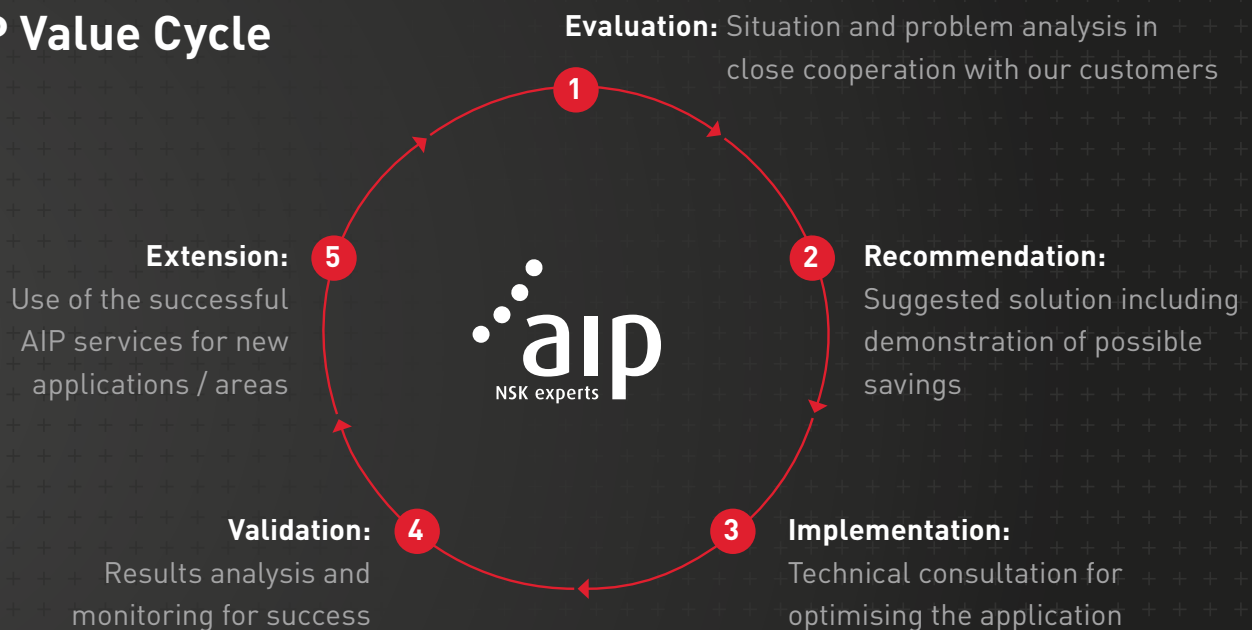 P Value Cycle
Evaluation: Situation and problem analysis in
close cooperation with our customers
1
2
Recommendation:
Suggested solution including
demonstration of possible
savings
3
Implementation:
Technical consultation for
optimising the application
4
Validation:
Results analysis and
monitoring for success
5
Extension:
Use of the successful
AIP services for new
applications / areas
aip
NSK experts